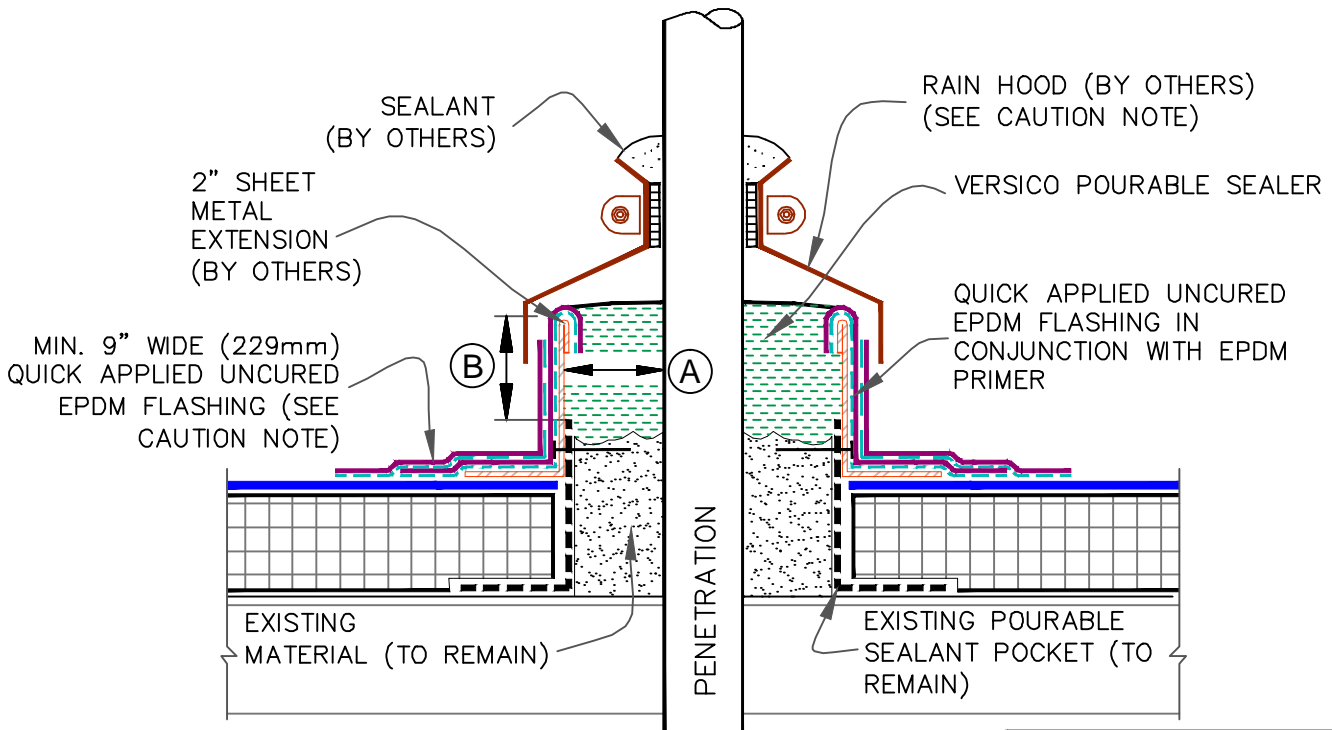 SEALANT
(BY OTHERS)
RAIN HOOD (BY OTHERS)
(SEE CAUTION NOTE)
2” SHEET
METAL
EXTENSION
(BY OTHERS)
VERSICO POURABLE SEALER
QUICK APPLIED UNCURED
EPDM FLASHING IN
CONJUNCTION WITH EPDM
PRIMER
MIN. 9” WIDE (229mm)
QUICK APPLIED UNCURED
EPDM FLASHING (SEE
CAUTION NOTE)
B
A
PENETRATION
EXISTING
MATERIAL (TO REMAIN)
EXISTING POURABLE
SEALANT POCKET (TO
REMAIN)